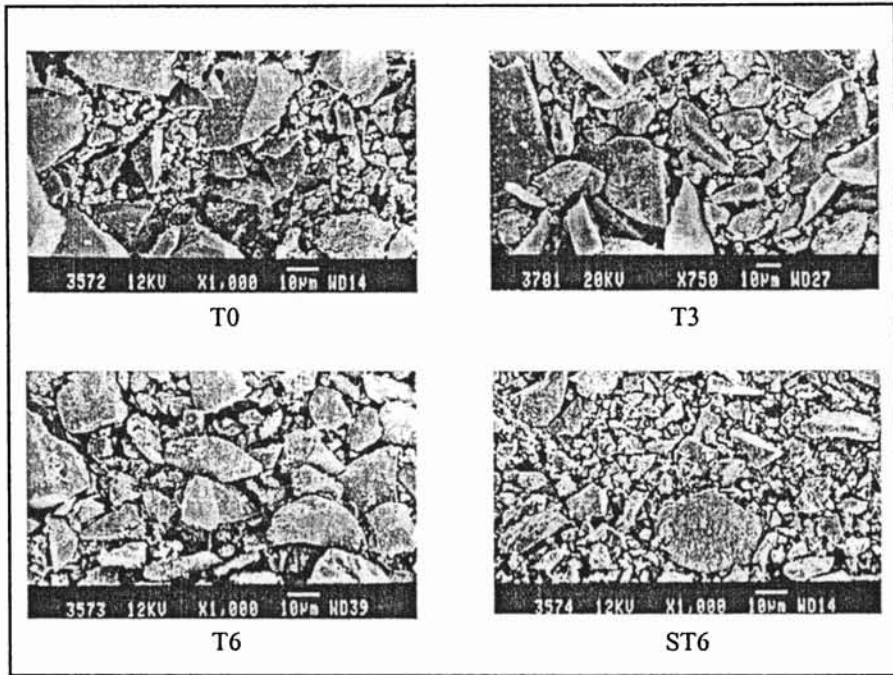 3572 12KV X1,000 10µm WD14
T0
3781 20KV X750 10µm WD27
T3
3573 12KV X1,000 10µm WD39
T6
3574 12KV X1,000 10µm WD14
ST6